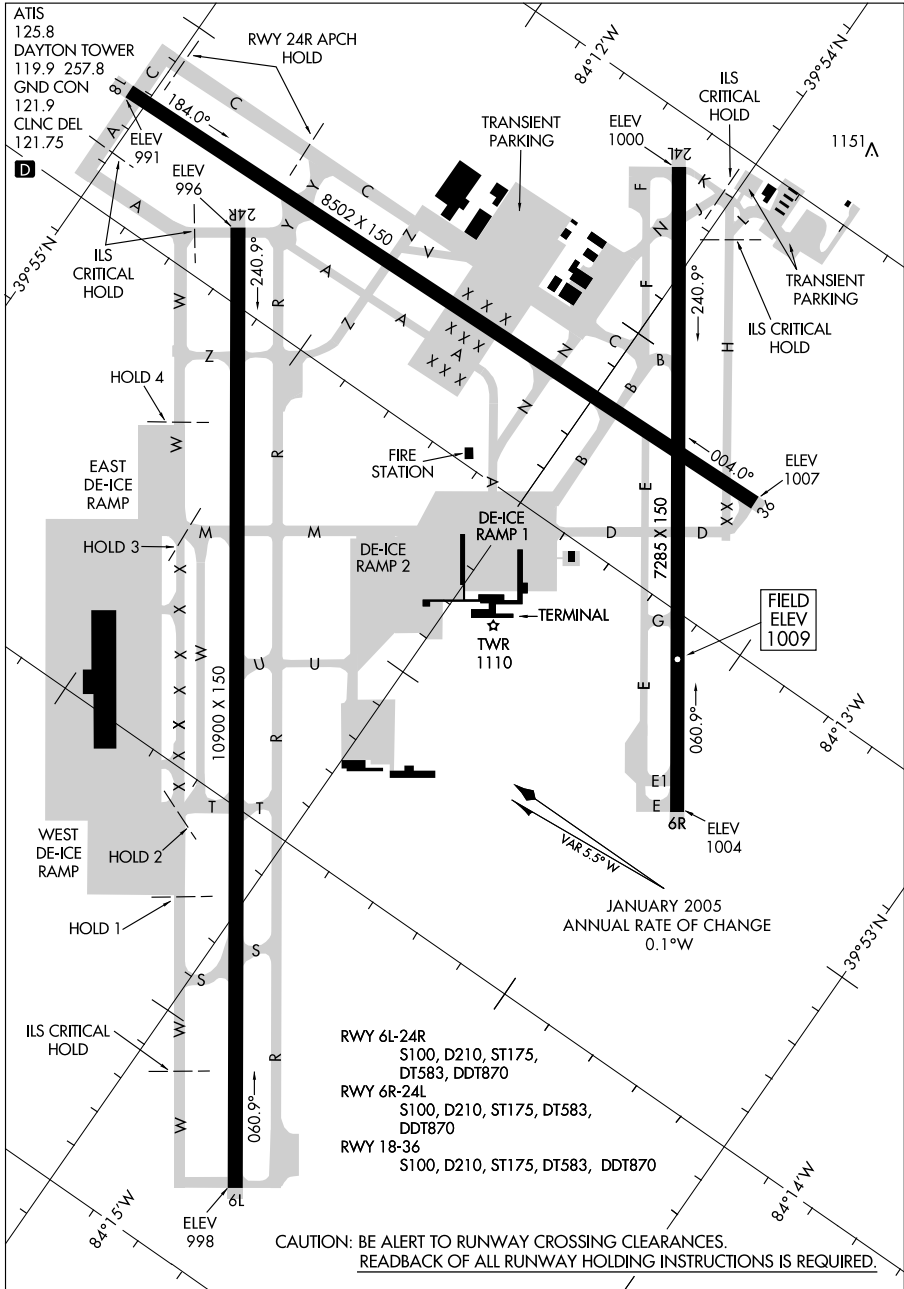 ATIS
125.8
DAYTON TOWER
119.9 257.8
GND CON
121.9
CLNC DEL
121.75
D
RWY 24R APCH
HOLD
84°12'W
39°54'N
ILS
CRITICAL
HOLD
1151
18
C
C
C
184.0°
A
ELEV
991
TRANSIENT
PARKING
ELEV
1000
24L
F
K
J
L
N
TRANSIENT
PARKING
ELEV
996
24R
A
Y
Y
8502 X 150
Z
V
ILS
CRITICAL
HOLD
39°55'N
240.9°
240.9°
F
ILS CRITICAL
HOLD
W
R
A
Z
A
X X X
X X X
A
X X X
N
C
B
B
H
Z
HOLD 4
W
R
N
B
004.0°
ELEV
1007
36
FIRE
STATION
A
E
X X
EAST
DE-ICE
RAMP
HOLD 3
M
M
DE-ICE
RAMP 1
DE-ICE
RAMP 2
D
D
7285 X 150
TERMINAL
TWR
1110
G
FIELD
ELEV
1009
X
X
X
X
X
X
X
W
U
U
10900 X 150
R
E
060.9°
84°13'W
E1
E
6R
ELEV
1004
T
T
WEST
DE-ICE
RAMP
HOLD 2
VAR 5.5° W
HOLD 1
JANUARY 2005
ANNUAL RATE OF CHANGE
0.1°W
39°53'N
S
S
W
ILS CRITICAL
HOLD
R
060.9°
W
RWY 6L-24R
S100, D210, ST175,
DT583, DDT870
RWY 6R-24L
S100, D210, ST175, DT583,
DDT870
RWY 18-36
S100, D210, ST175, DT583, DDT870
84°14'W
84°15'W
6L
ELEV
998
CAUTION: BE ALERT TO RUNWAY CROSSING CLEARANCES.
READBACK OF ALL RUNWAY HOLDING INSTRUCTIONS IS REQUIRED.